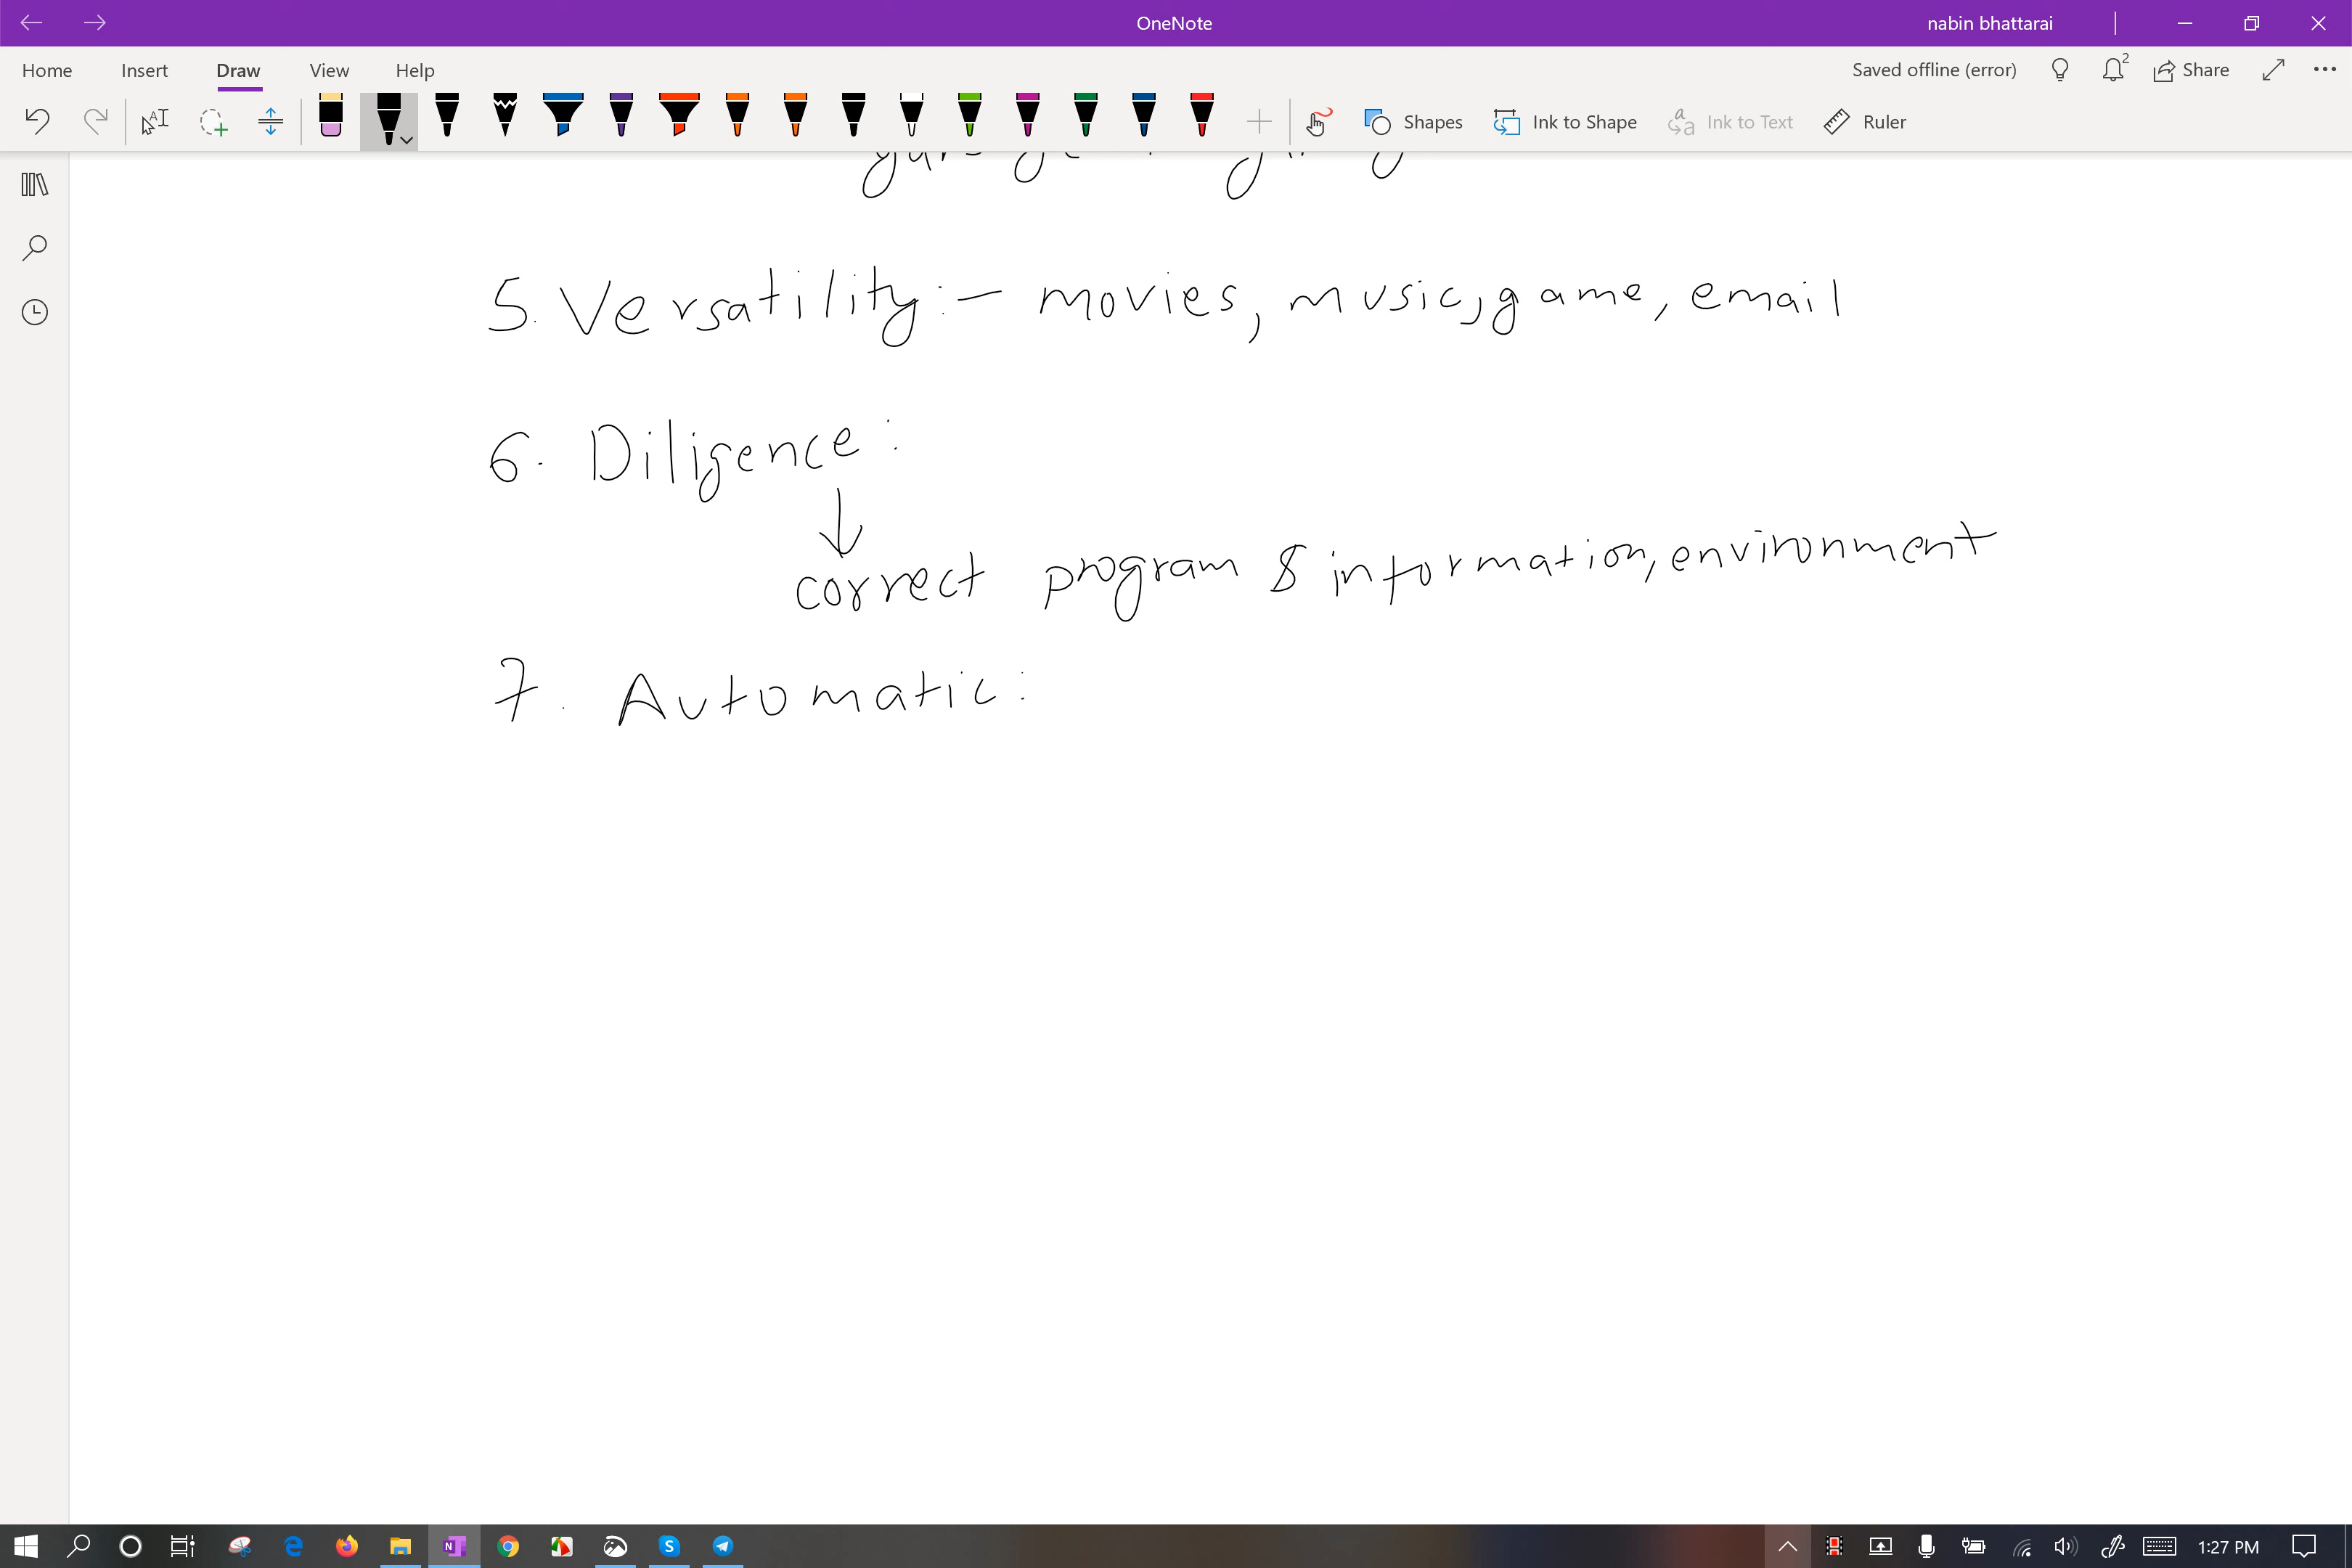 OneNote
nabin bhattarai
Home Insert Draw View Help
Saved offline (error)
2
Share
Shapes
Ink to Shape
Ink to Text
Ruler
5. Versatility :- movies, music, game, email
6. Diligence :
correct program & information, environment
7. Automatic :
1:27 PM